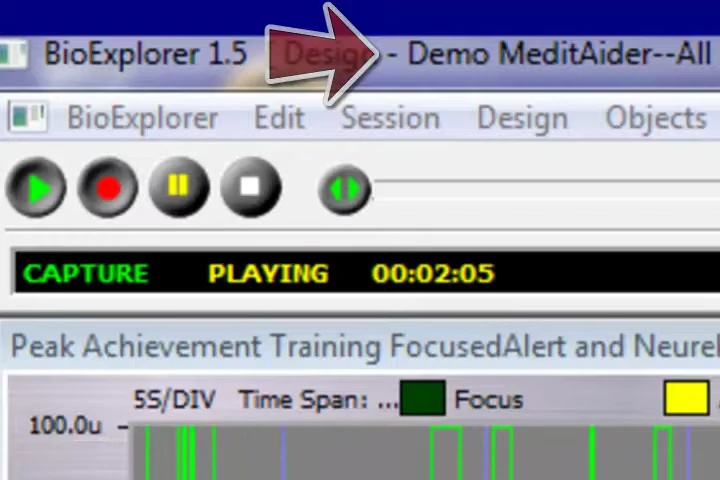 BioExplorer 1.5 [ Design - Demo MeditAider--All
BioExplorer Edit Session Design Objects
CAPTURE PLAYING 00:02:05
Peak Achievement Training FocusedAlert and
5S/DIV Time Span: ... Focus
100.0u